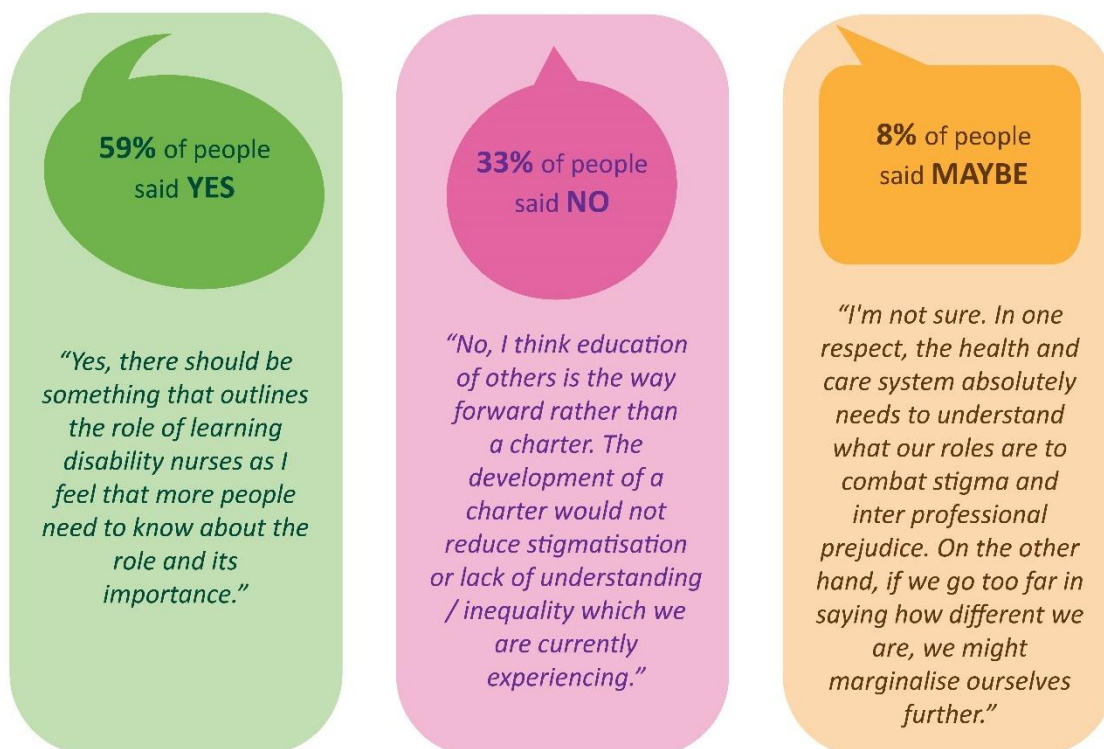 59% of people
said YES
“Yes, there should be
something that outlines
the role of learning
disability nurses as I
feel that more people
need to know about the
role and its
importance.”
33% of people
said NO
“No, I think education
of others is the way
forward rather than
a charter. The
development of a
charter would not
reduce stigmatisation
or lack of understanding
/ inequality which we
are currently
experiencing.”
8% of people
said MAYBE
“I'm not sure. In one
respect, the health and
care system absolutely
needs to understand
what our roles are to
combat stigma and
inter professional
prejudice. On the other
hand, if we go too far in
saying how different we
are, we might
marginalise ourselves
further.”